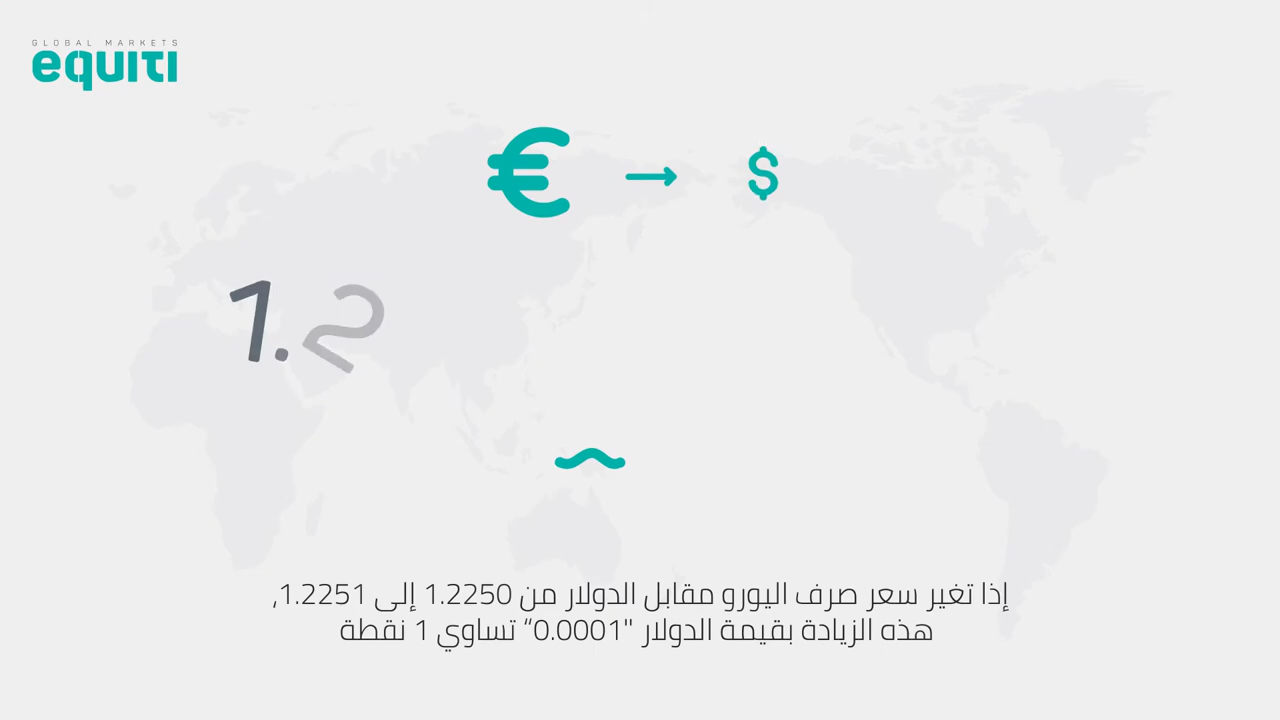 GLOBAL MARKETS
equiti
€ → $
1.2
إذا تغير سعر صرف اليورو مقابل الدولار من 1.2250 إلى 1.2251,
هذه الزيادة بقيمة الدولار "0.0001“ تساوي 1 نقطة